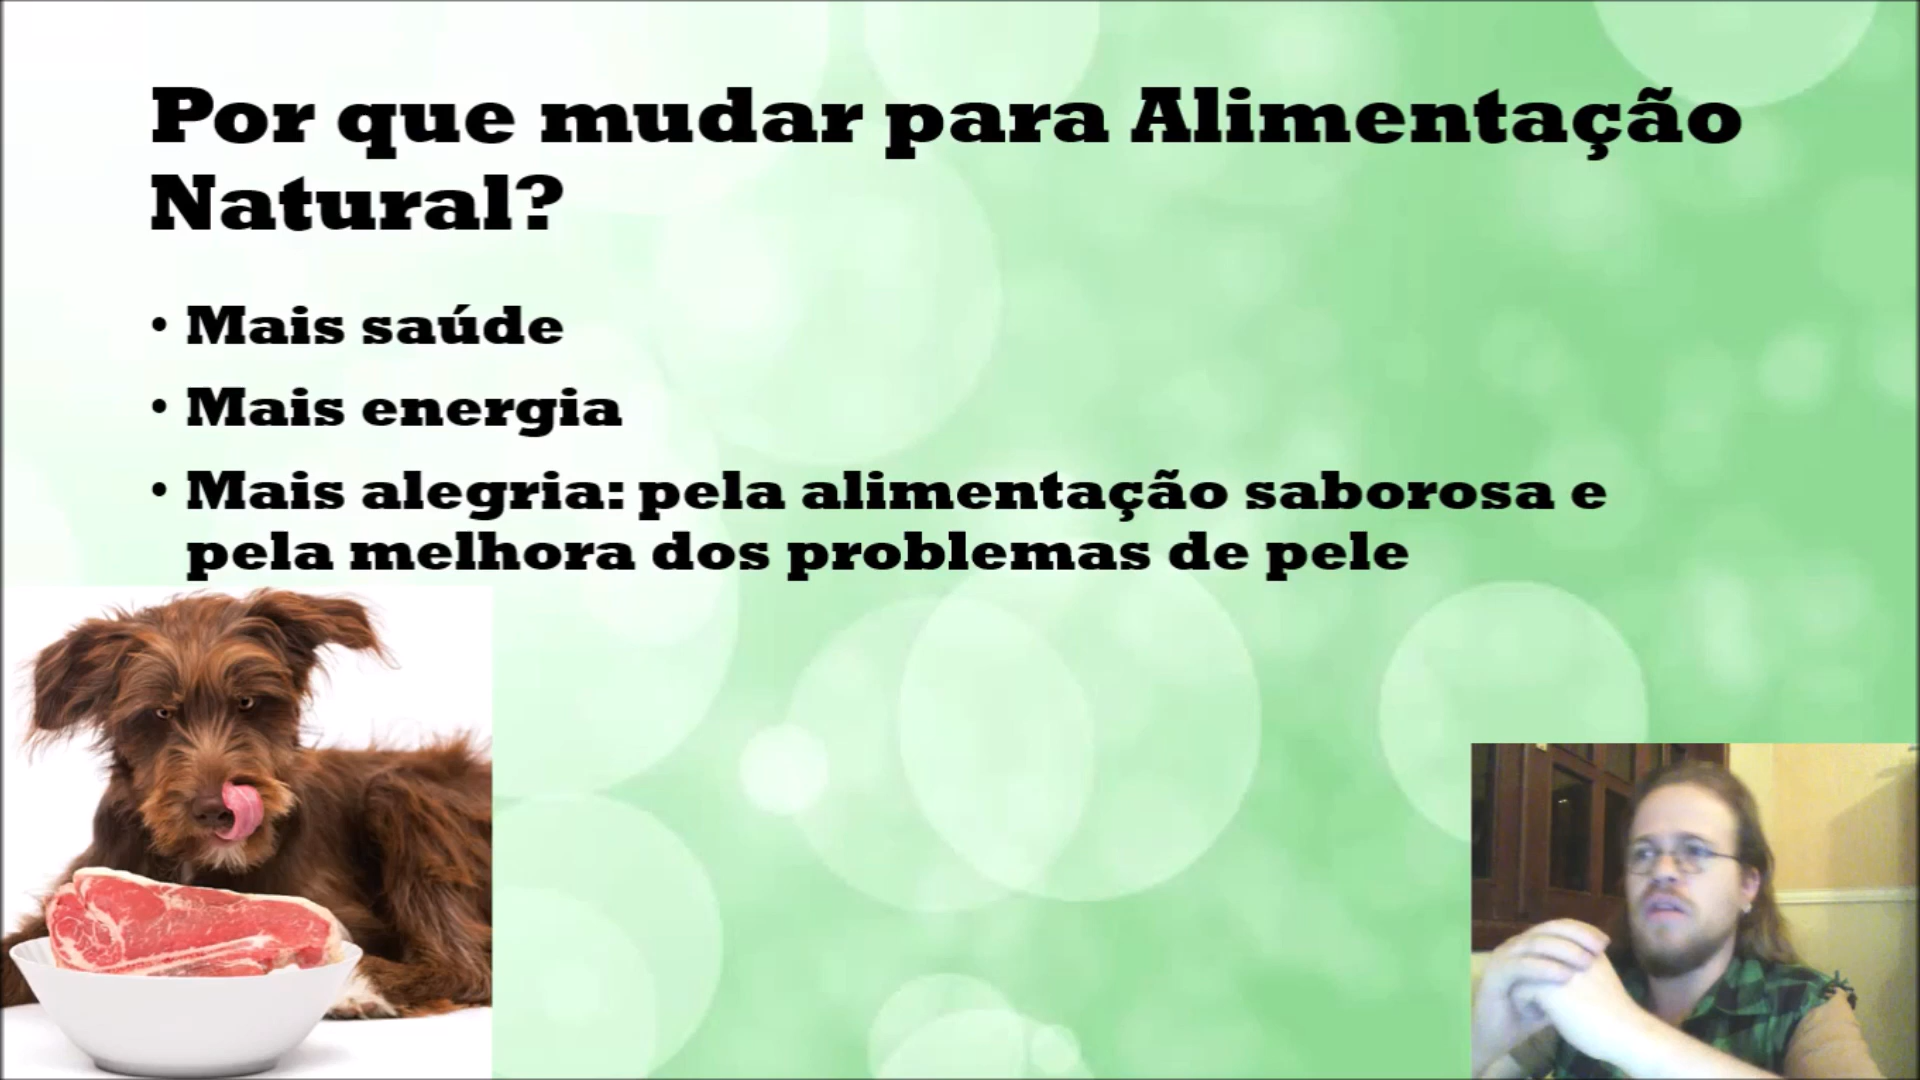 Por que mudar para Alimentação
Natural?
• Mais saúde
• Mais energia
• Mais alegria: pela alimentação saborosa e
pela melhora dos problemas de pele